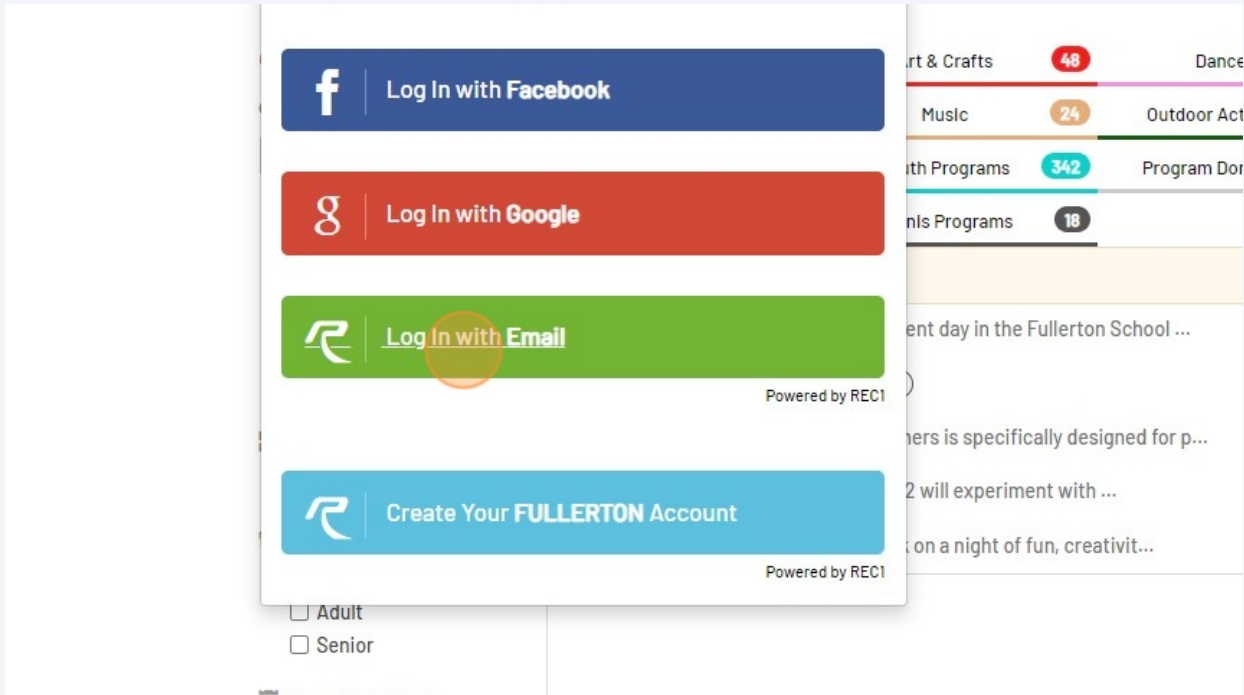 Log In with Facebook
Log In with Google
Log In with Email
Powered by REC1
Create Your FULLERTON Account
Powered by REC1
Adult
Senior
rt & Crafts 48 Dance
Music 24 Outdoor Act
uth Programs 342 Program Don
nis Programs 18
ent day in the Fullerton School ...
ners is specifically designed for p...
2 will experiment with ...
on a night of fun, creativit...